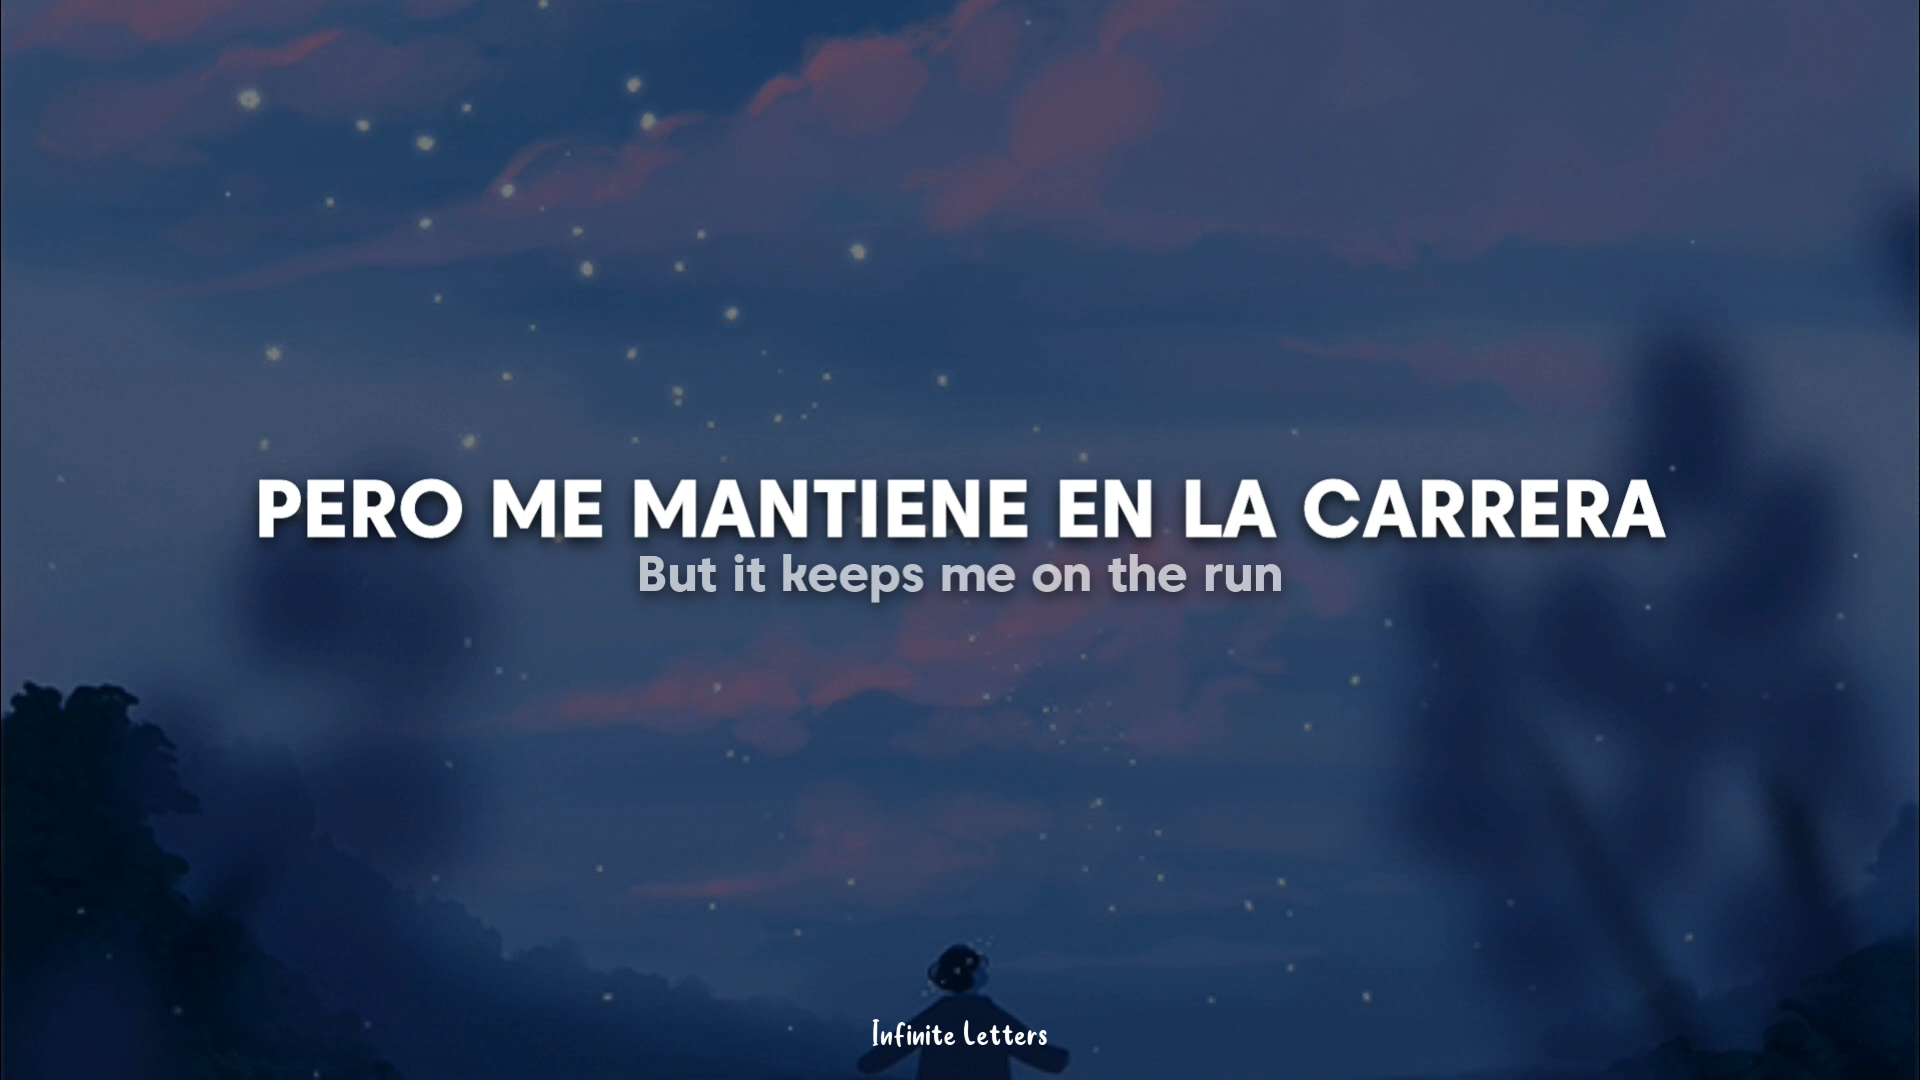 PERO ME MANTIENE EN LA CARRERA
But it keeps me on the run
Infinite Letters